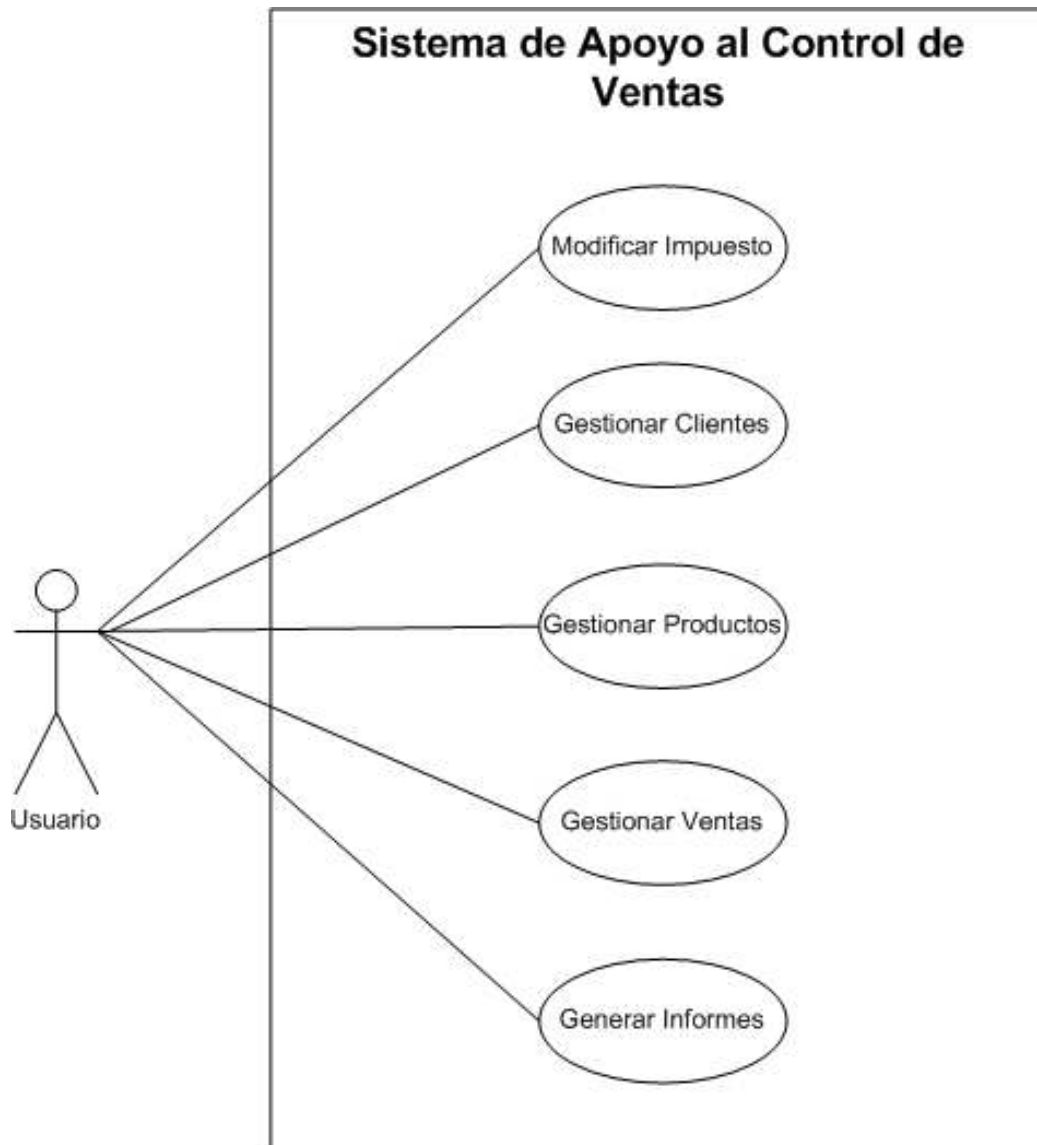 Sistema de Apoyo al Control de
Ventas
Modificar Impuesto
Gestionar Clientes
Gestionar Productos
Usuario
Gestionar Ventas
Generar Informes